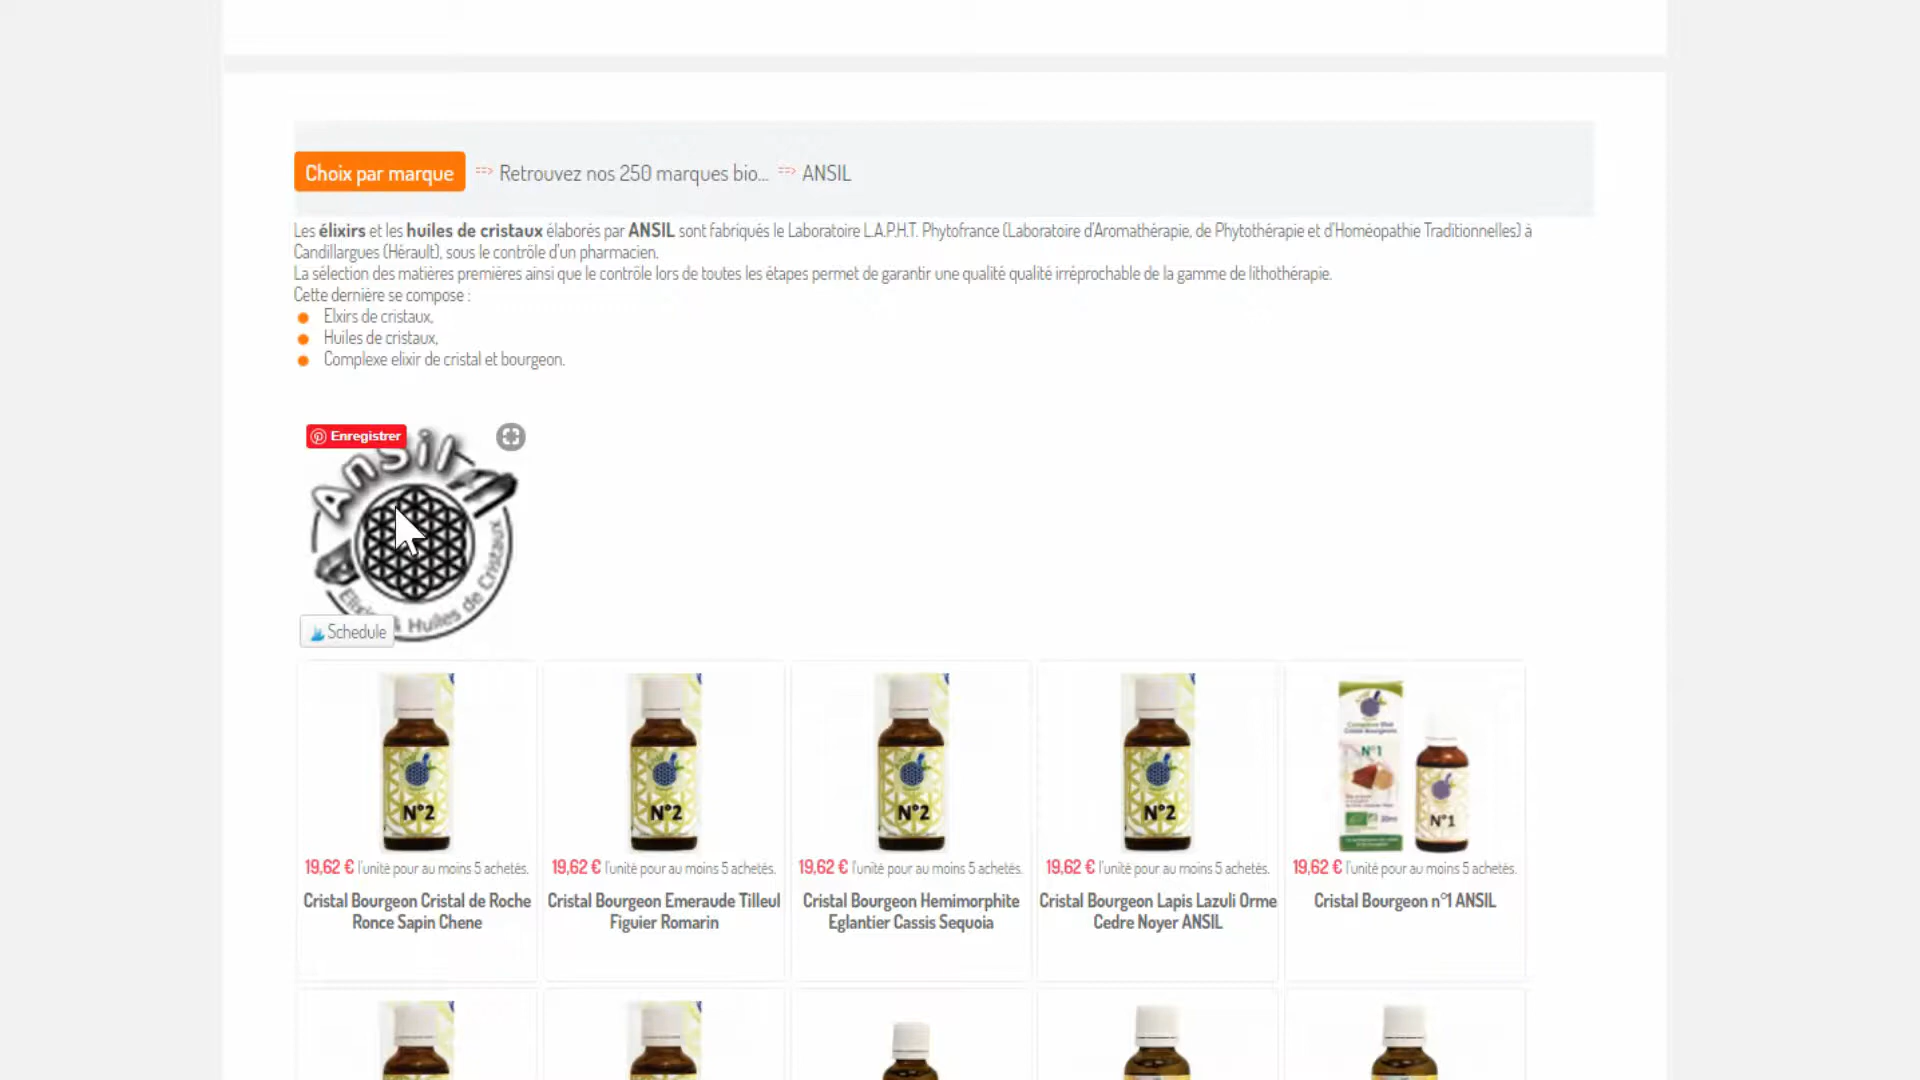 Choix par marque ==> Retrouvez nos 250 marques bio... ==> ANSIL
Les élixirs et les huiles de cristaux élaborés par ANSIL sont fabriqués le Laboratoire L.A.P.H.T. Phytofrance (Laboratoire d'Aromathérapie, de Phytothérapie et d'Homéopathie Traditionnelles) à
Candillargues (Hérault), sous le contrôle d'un pharmacien.
La sélection des matières premières ainsi que le contrôle lors de toutes les étapes permet de garantir une qualité qualité irréprochable de la gamme de lithothérapie.
Cette dernière se compose :
Elxirs de cristaux,
Huiles de cristaux,
Complexe elixir de cristal et bourgeon.
Enregistrer
Ansil
& Huiles de Cristaux
Schedule
N°2
N°2
N°2
N°2
N°1
N°1
19,62 € l'unité pour au moins 5 achetés.
19,62 € l'unité pour au moins 5 achetés.
19,62 € l'unité pour au moins 5 achetés.
19,62 € l'unité pour au moins 5 achetés.
19,62 € l'unité pour au moins 5 achetés.
Cristal Bourgeon Cristal de Roche
Ronce Sapin Chene
Cristal Bourgeon Emeraude Tilleul
Figuier Romarin
Cristal Bourgeon Hemimorphite
Eglantier Cassis Sequoia
Cristal Bourgeon Lapis Lazuli Orme
Cedre Noyer ANSIL
Cristal Bourgeon n°1 ANSIL